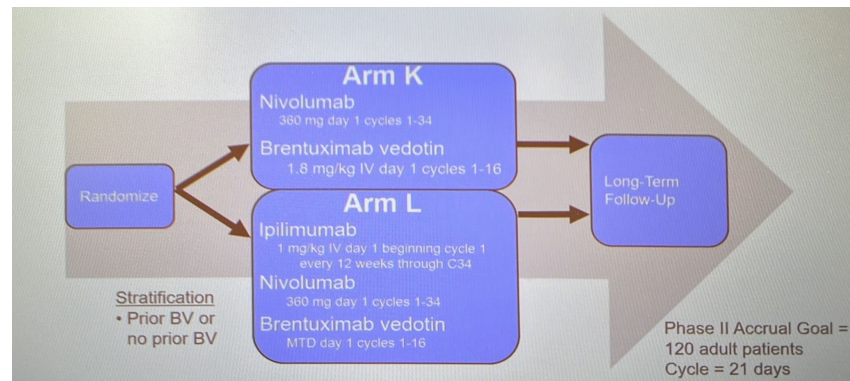 Randomize
Arm K
Nivolumab
360 mg day 1 cycles 1-34
Brentuximab vedotin
1.8 mg/kg IV day 1 cycles 1-16
Arm L
Ipilimumab
1 mg/kg IV day 1 beginning cycle 1
every 12 weeks through C34
Nivolumab
360 mg day 1 cycles 1-34
Brentuximab vedotin
MTD day 1 cycles 1-16
Long-Term
Follow-Up
Stratification
• Prior BV or
no prior BV
Phase II Accrual Goal =
120 adult patients
Cycle = 21 days